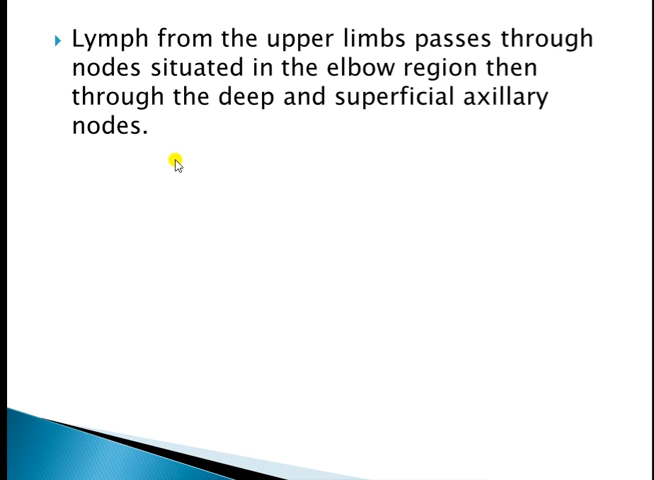 Lymph from the upper limbs passes through
nodes situated in the elbow region then
through the deep and superficial axillary
nodes.